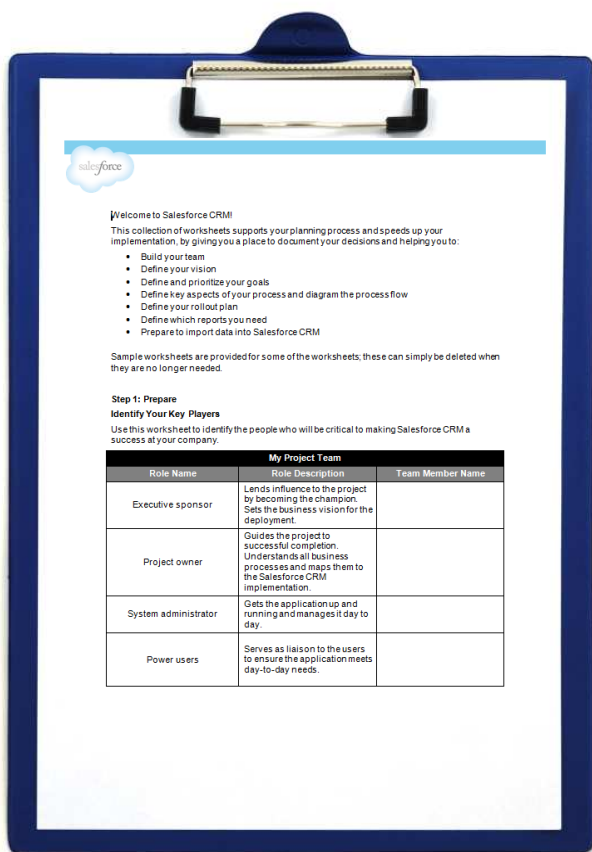 salesforce
Welcome to Salesforce CRM!
This collection of worksheets supports your planning process and speeds up your
implementation, by giving you a place to document your decisions and helping you to:
• Build your team
• Define your vision
• Define and prioritize your goals
• Define key aspects of your process and diagram the process flow
• Define your rollout plan
• Define which reports you need
• Prepare to import data into Salesforce CRM
Sample worksheets are provided for some of the worksheets; these can simply be deleted when
they are no longer needed.
Step 1: Prepare
Identify Your Key Players
Use this worksheet to identify the people who will be critical to making Salesforce CRM a
success at your company.
My Project Team
Role Name Role Description Team Member Name
Executive sponsor
Lends influence to the project
by becoming the champion.
Sets the business vision for the
deployment.
Project owner
Guides the project to
successful completion.
Understands all business
processes and maps them to
the Salesforce CRM
implementation.
System administrator
Gets the application up and
running and manages it day to
day.
Power users
Serves as liaison to the users
to ensure the application meets
day-to-day needs.